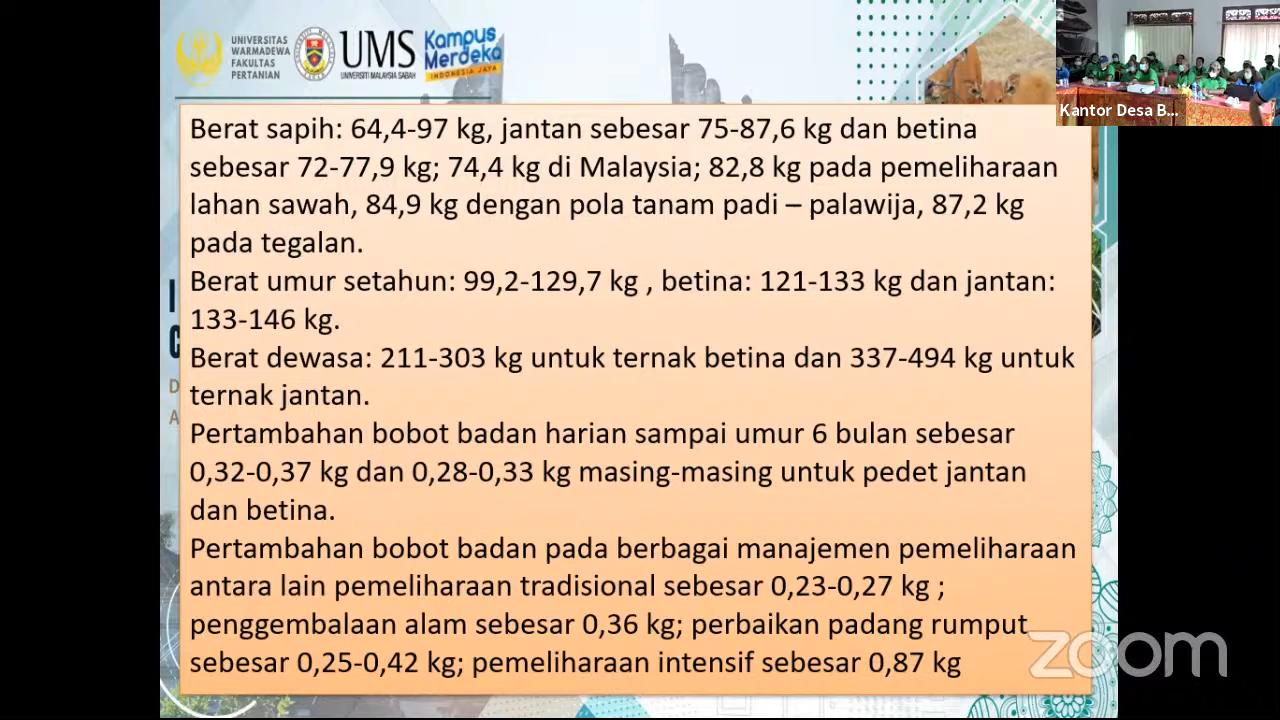 UNIVERSITAS
WARMADEWA
FAKULTAS
PERTANIAN
UMS
UNIVERSITI MALAYSIA SABAH
Kampus
Merdeka
INDONESIA JAYA
Kantor Desa B...
Berat sapih: 64,4-97 kg, jantan sebesar 75-87,6 kg dan betina
sebesar 72-77,9 kg; 74,4 kg di Malaysia; 82,8 kg pada pemeliharaan
lahan sawah, 84,9 kg dengan pola tanam padi – palawija, 87,2 kg
pada tegalan.
Berat umur setahun: 99,2-129,7 kg , betina: 121-133 kg dan jantan:
133-146 kg.
Berat dewasa: 211-303 kg untuk ternak betina dan 337-494 kg untuk
ternak jantan.
Pertambahan bobot badan harian sampai umur 6 bulan sebesar
0,32-0,37 kg dan 0,28-0,33 kg masing-masing untuk pedet jantan
dan betina.
Pertambahan bobot badan pada berbagai manajemen pemeliharaan
antara lain pemeliharaan tradisional sebesar 0,23-0,27 kg ;
penggembalaan alam sebesar 0,36 kg; perbaikan padang rumput
sebesar 0,25-0,42 kg; pemeliharaan intensif sebesar 0,87 kg
zoom